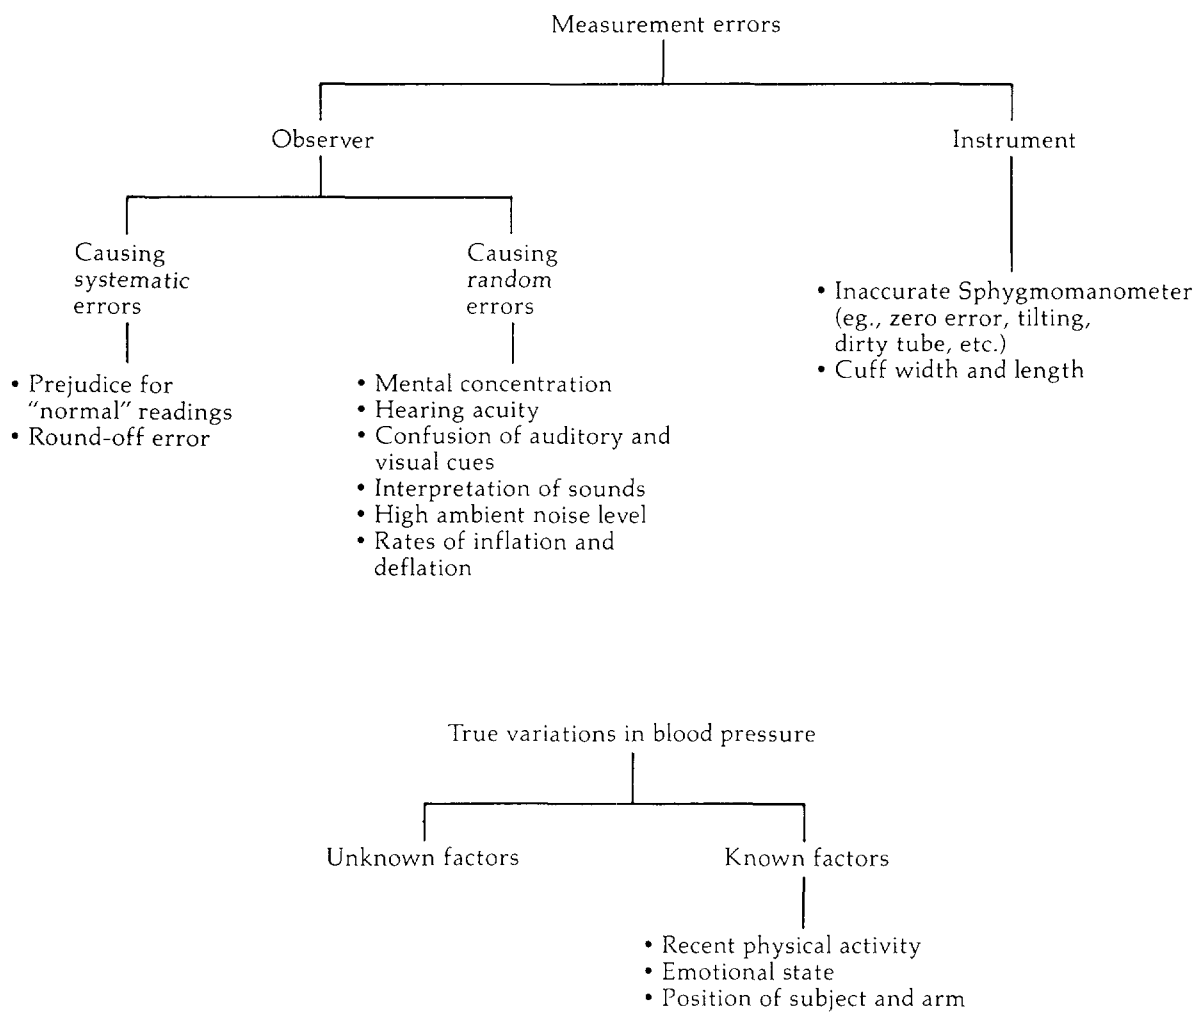 Measurement errors
Observer
Instrument
Causing
systematic
errors
• Prejudice for
"normal" readings
• Round-off error
Causing
random
errors
• Mental concentration
• Hearing acuity
• Confusion of auditory and
visual cues
• Interpretation of sounds
• High ambient noise level
• Rates of inflation and
deflation
• Inaccurate Sphygmomanometer
(eg., zero error, tilting,
dirty tube, etc.)
• Cuff width and length
True variations in blood pressure
Unknown factors
Known factors
• Recent physical activity
• Emotional state
• Position of subject and arm